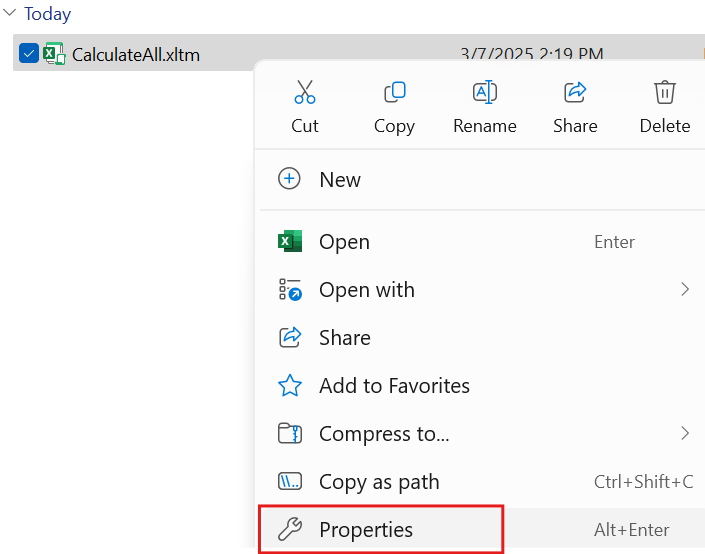 Today
CalculateAll.xltm 3/7/2025 2:19 PM
Cut Copy Rename Share Delete
New
Open Enter
Open with
Share
Add to Favorites
Compress to...
Copy as path Ctrl+Shift+C
Properties Alt+Enter